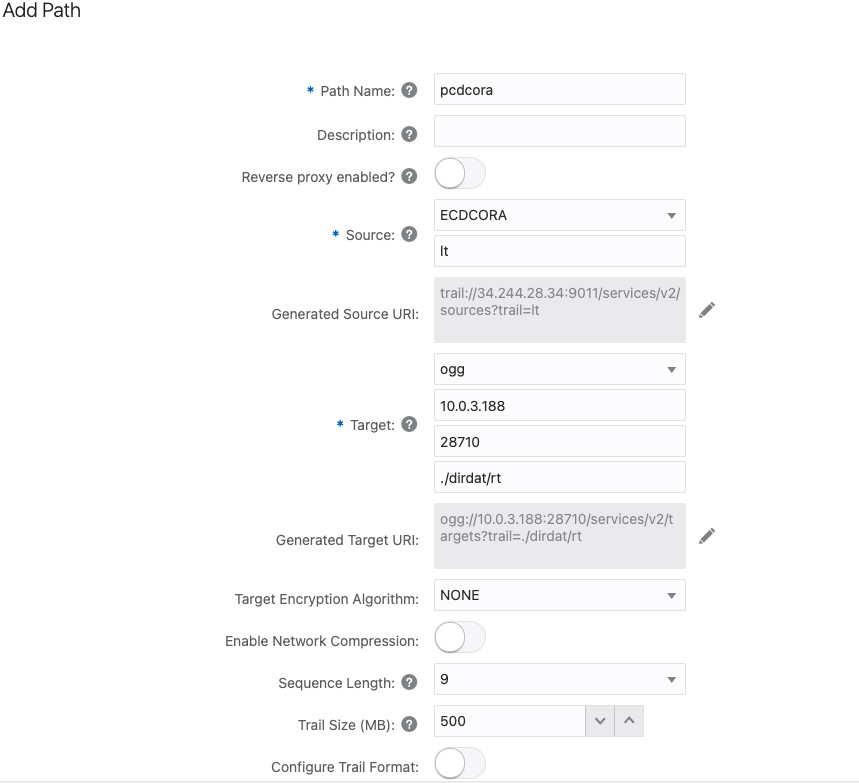 Add Path
* Path Name: ? pcdcora
Description: ?
Reverse proxy enabled? ?
ECDCORA
* Source: ?
lt
trail://34.244.28.34:9011/services/v2/
sources?trail=lt
Generated Source URI:
ogg
10.0.3.188
* Target: ?
28710
./dirdat/rt
ogg://10.0.3.188:28710/services/v2/t
argets?trail=./dirdat/rt
Generated Target URI:
Target Encryption Algorithm: NONE
Enable Network Compression:
Sequence Length: ? 9
Trail Size (MB): ? 500
Configure Trail Format: